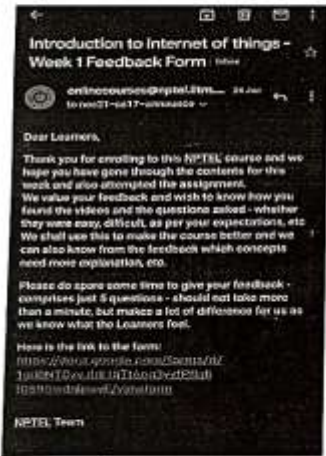 Introduction to internet of things -
Week 1 Feedback Form Inbox
onlinecourses@nptel.iitm....
to
Dear Learners,
Thank you for enrolling to this NPTEL course and we
hope you have gone through the contents for this
week and also attempted the assignment.
We value your feedback and wish to know how you
found the videos and the questions asked - whether
they were easy, difficult, as per your expectations, etc
We shall use this to make the course better and we
can also know from the feedback which concepts
need more explanation, etc.
Please do spare some time to give your feedback -
comprises just 5 questions - should not take more
than a minute, but makes a lot of difference for us as
we know what the Learners feel.
Here is the link to the form:
https://docs.google.com/forms/d/
NPTEL Team